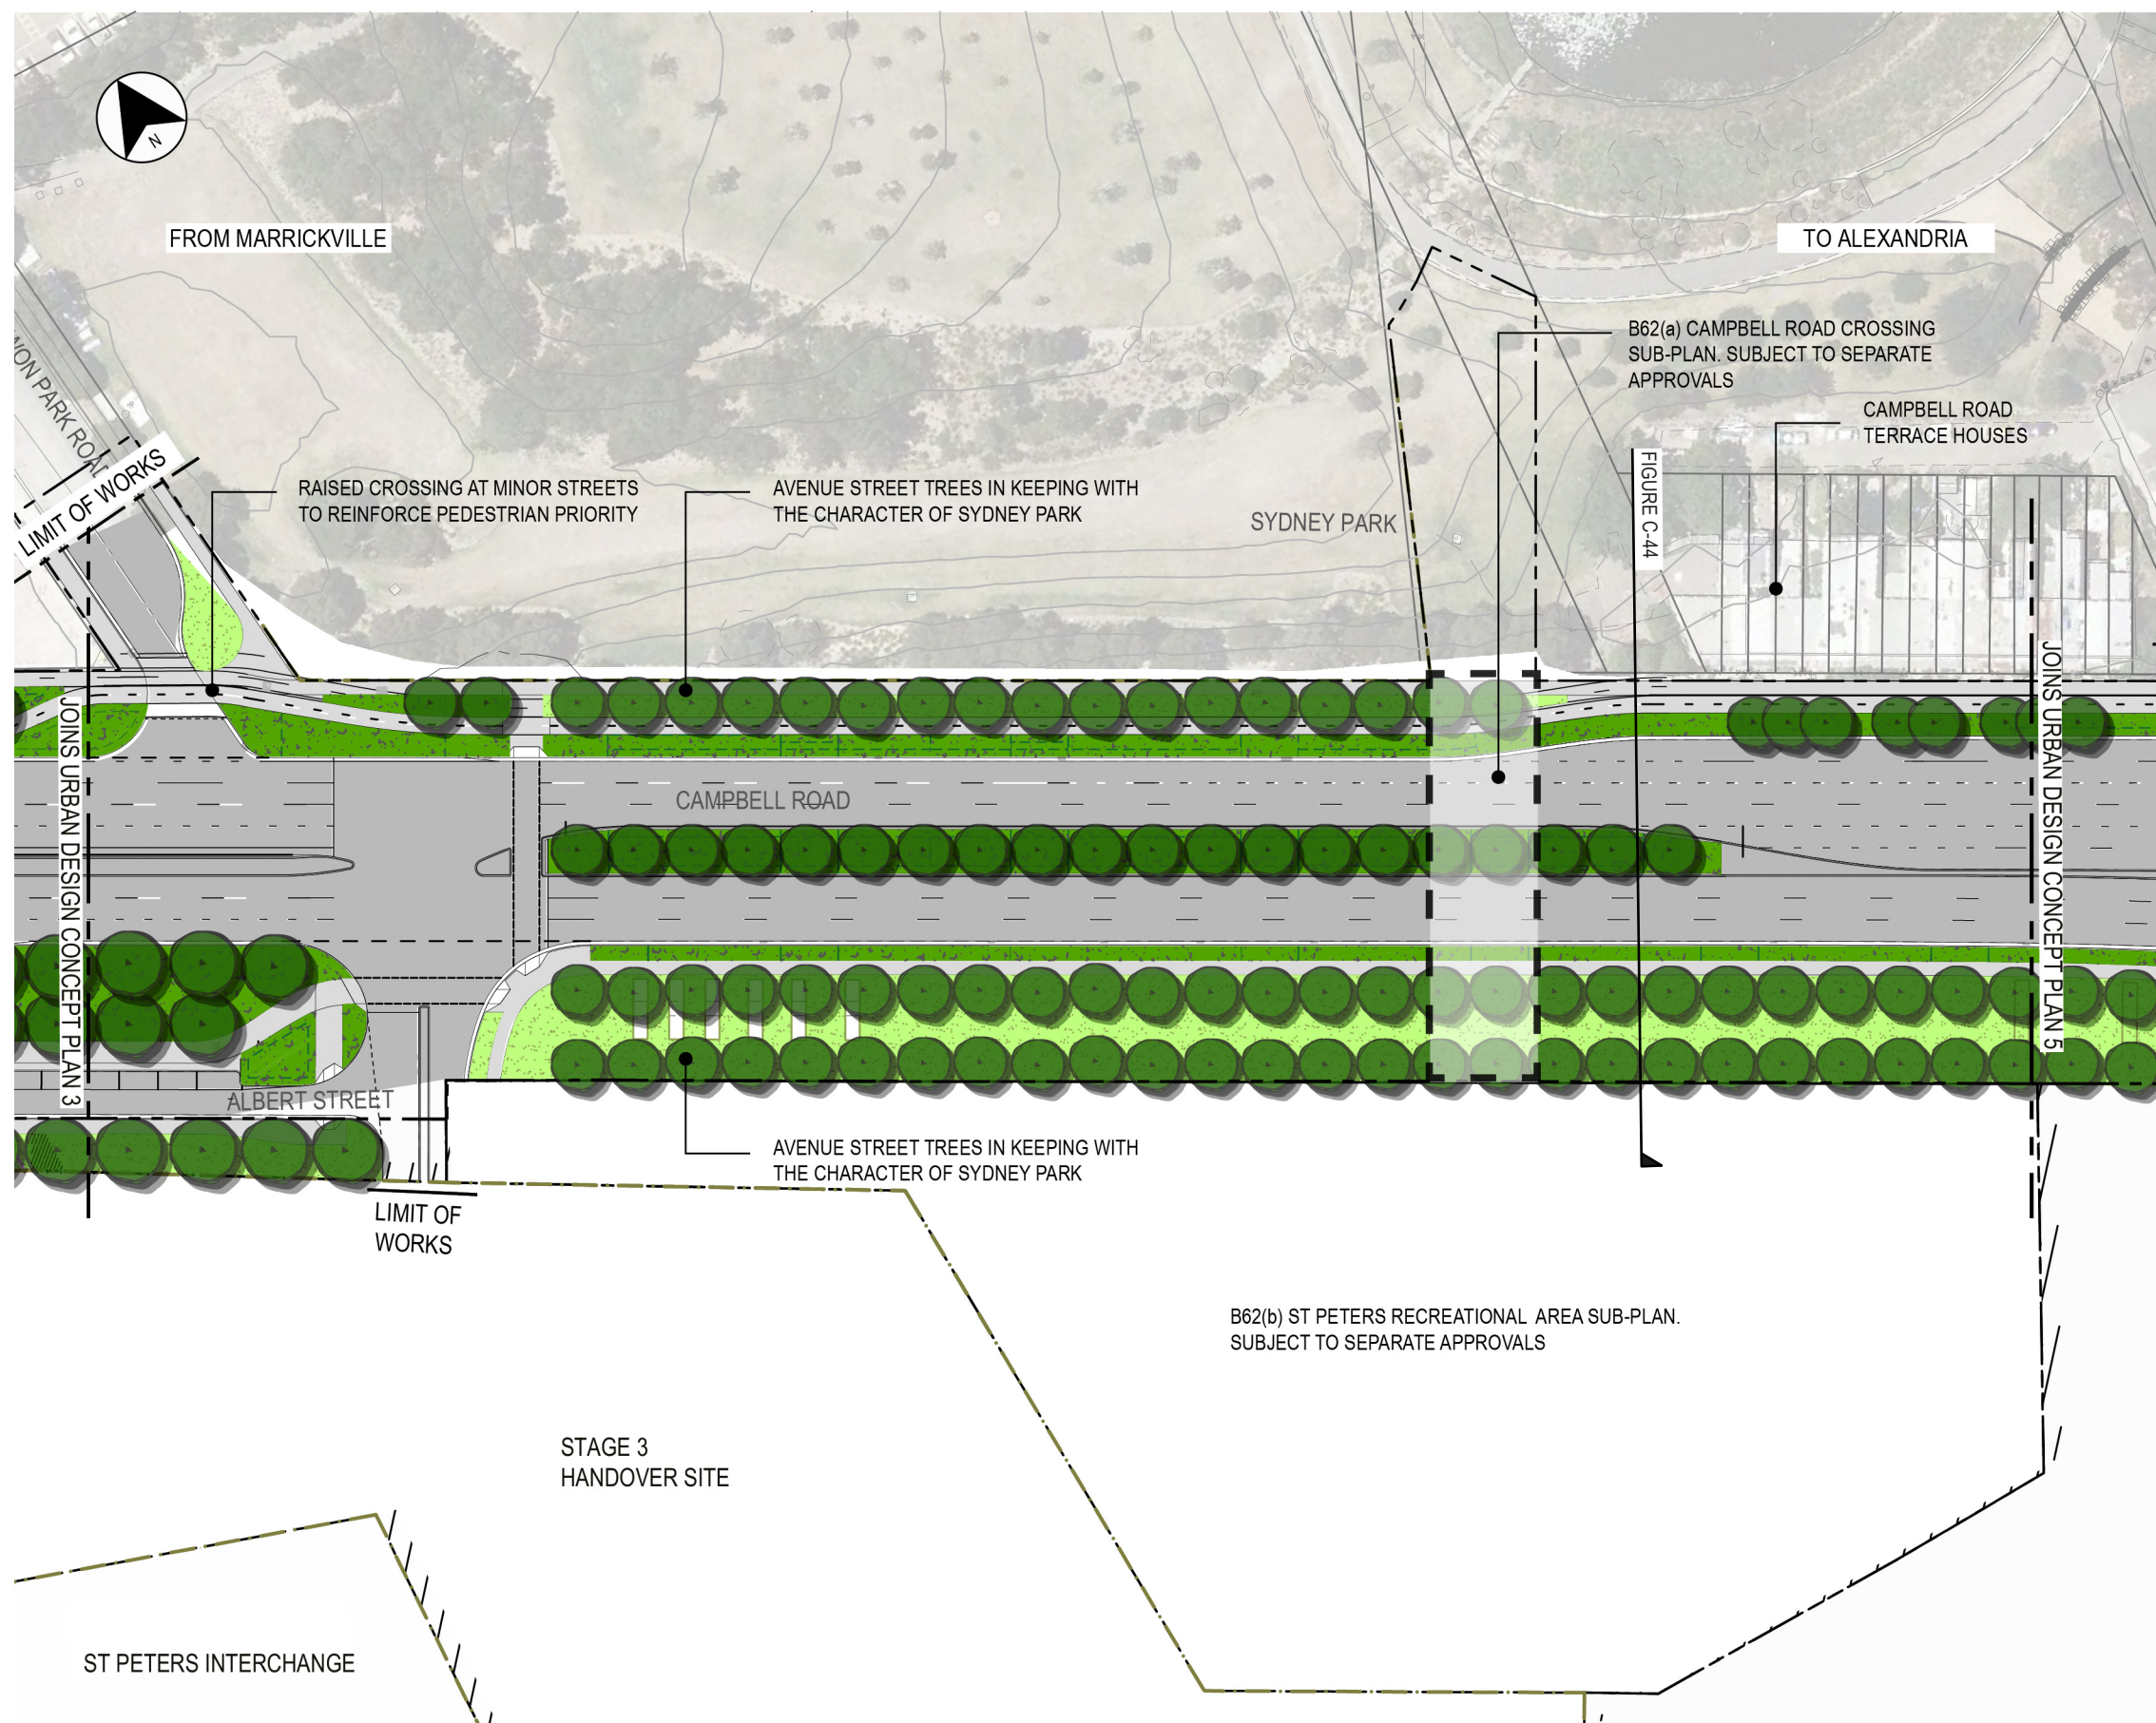 N
FROM MARRICKVILLE
TO ALEXANDRIA
B62(a) CAMPBELL ROAD CROSSING
SUB-PLAN. SUBJECT TO SEPARATE
APPROVALS
CAMPBELL ROAD
TERRACE HOUSES
PARK ROAD
LIMIT OF WORKS
RAISED CROSSING AT MINOR STREETS
TO REINFORCE PEDESTRIAN PRIORITY
AVENUE STREET TREES IN KEEPING WITH
THE CHARACTER OF SYDNEY PARK
SYDNEY PARK
FIGURE C-44
JOINS URBAN DESIGN CONCEPT PLAN 3
JOINS URBAN DESIGN CONCEPT PLAN 5
CAMPBELL ROAD
ALBERT STREET
AVENUE STREET TREES IN KEEPING WITH
THE CHARACTER OF SYDNEY PARK
LIMIT OF
WORKS
B62(b) ST PETERS RECREATIONAL AREA SUB-PLAN.
SUBJECT TO SEPARATE APPROVALS
STAGE 3
HANDOVER SITE
ST PETERS INTERCHANGE